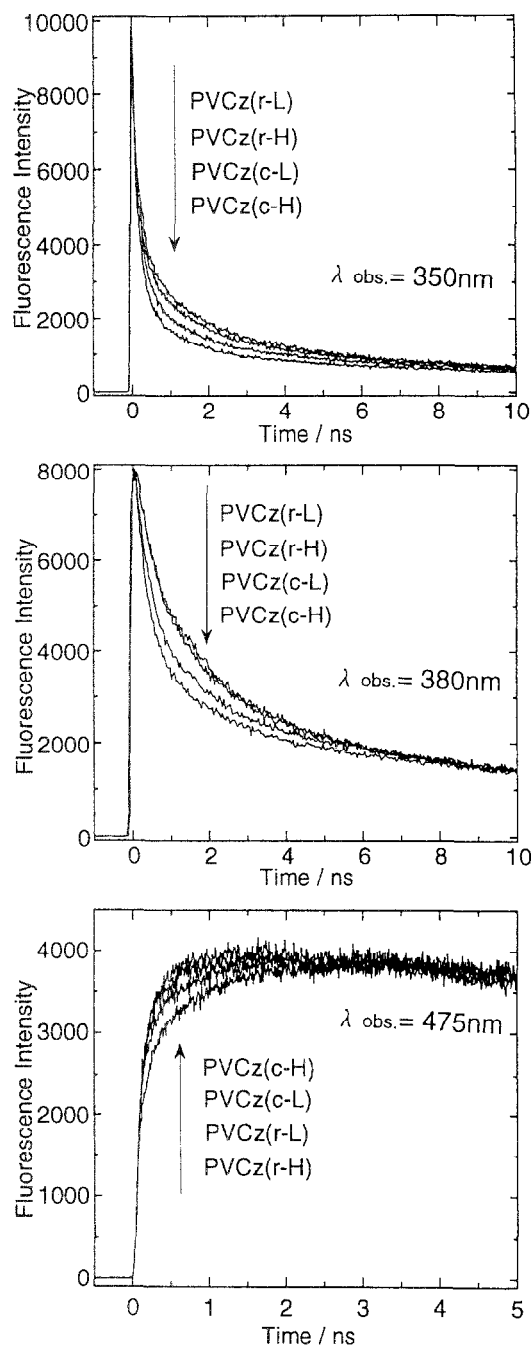 10000
8000
6000
4000
2000
0
Fluorescence Intensity
PVCz(r-L)
PVCz(r-H)
PVCz(c-L)
PVCz(c-H)
λ obs.= 350nm
0 2 4 6 8 10
Time / ns
8000
6000
4000
2000
0
Fluorescence Intensity
PVCz(r-L)
PVCz(r-H)
PVCz(c-L)
PVCz(c-H)
λ obs.= 380nm
0 2 4 6 8 10
Time / ns
4000
3000
2000
1000
0
Fluorescence Intensity
λ obs.= 475nm
PVCz(c-H)
PVCz(c-L)
PVCz(r-L)
PVCz(r-H)
0 1 2 3 4 5
Time / ns